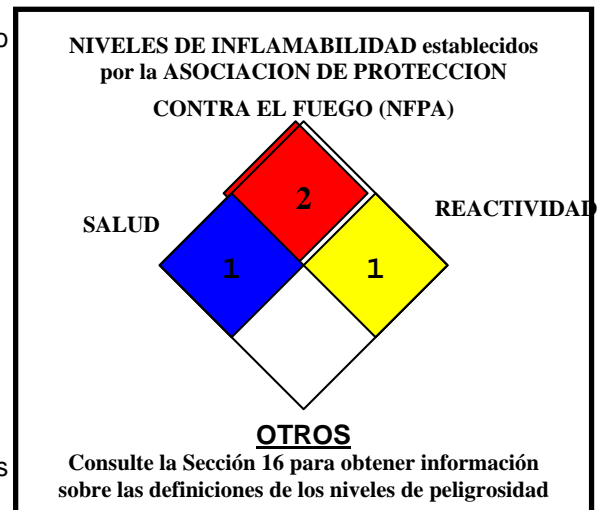 o
NIVELES DE INFLAMABILIDAD establecidos
por la ASOCIACION DE PROTECCION
CONTRA EL FUEGO (NFPA)
2
SALUD
REACTIVIDAD
1
1
OTROS
Consulte la Sección 16 para obtener información
s
sobre las definiciones de los niveles de peligrosidad